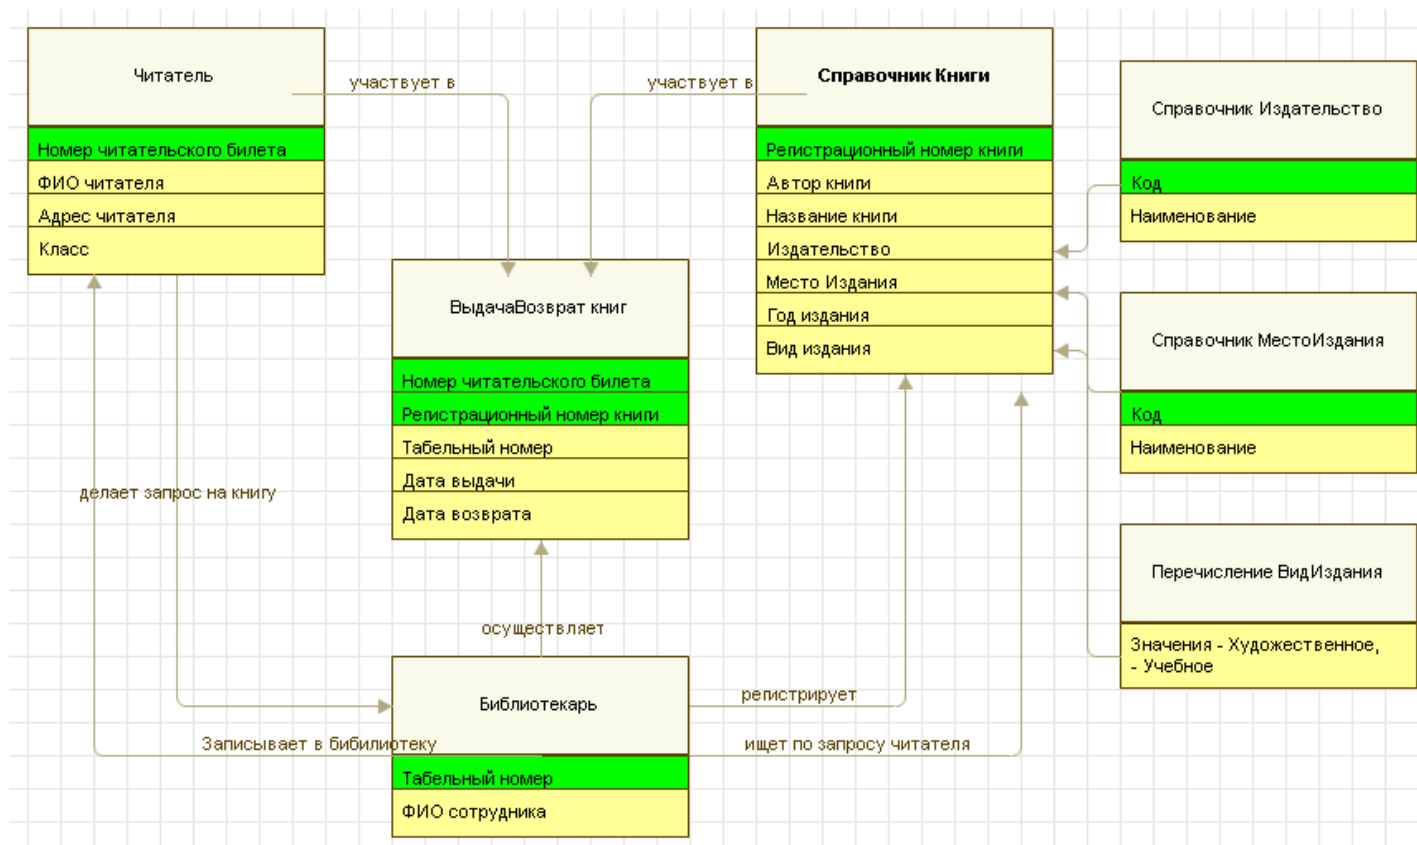 Читатель
Номер читательского билета
ФИО читателя
Адрес читателя
Класс
участвует в
участвует в
Справочник Книги
Регистрационный номер книги
Автор книги
Название книги
Издательство
Место Издания
Год издания
Вид издания
Справочник Издательство
Код
Наименование
ВыдачаВозврат книг
Номер читательского билета
Регистрационный номер книги
Табельный номер
Дата выдачи
Дата возврата
Справочник МестоИздания
Код
Наименование
делает запрос на книгу
Перечисление ВидИздания
Значения - Художественное,
- Учебное
осуществляет
Библиотекарь
Табельный номер
ФИО сотрудника
регистрирует
Записывает в бибилиотеку
ищет по запросу читателя